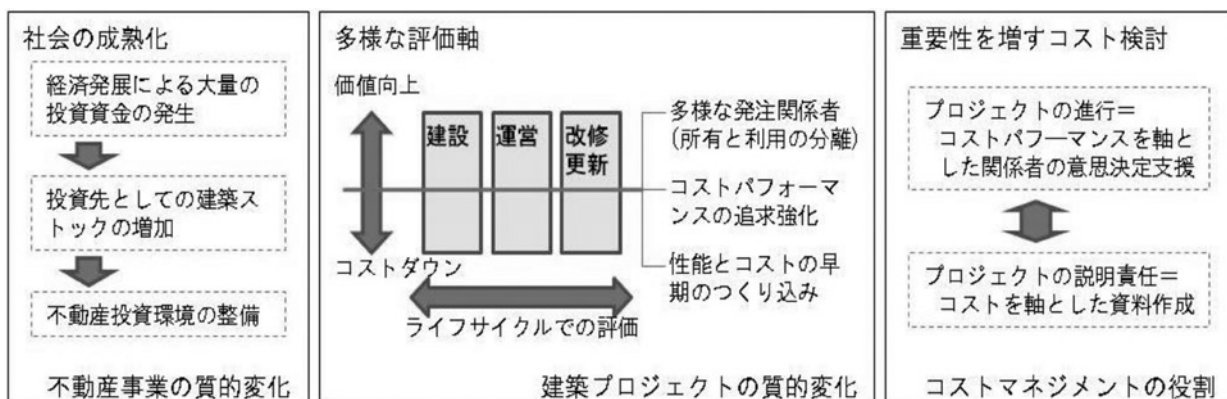 社会の成熟化
経済発展による大量の
投資資金の発生
投資先としての建築ス
トックの増加
不動産投資環境の整備
不動産事業の質的変化
多様な評価軸
価値向上
建設
運営
改修
更新
コストダウン
ライフサイクルでの評価
多様な発注関係者
(所有と利用の分離)
コストパフォーマ
ンスの追求強化
性能とコストの早
期のつくり込み
建築プロジェクトの質的変化
重要性を増すコスト検討
プロジェクトの進行＝
コストパフーマンスを軸と
した関係者の意思決定支援
プロジェクトの説明責任＝
コストを軸とした資料作成
コストマネジメントの役割